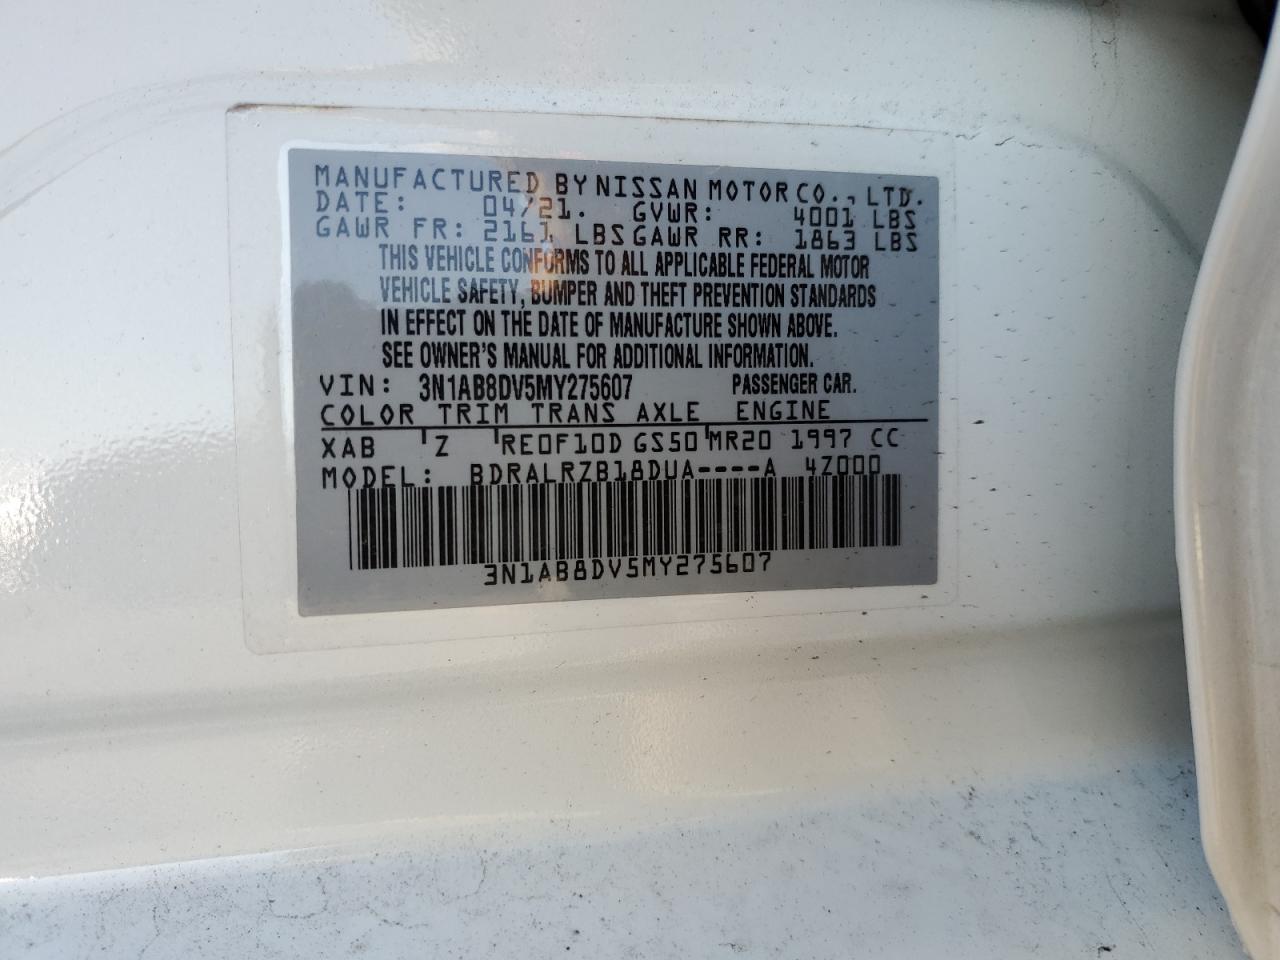 MANUFACTURED BY NISSAN MOTOR CO., LTD.
DATE: 04/21. GVWR: 4001 LBS
GAWR FR: 2161 LBS GAWR RR: 1863 LBS
THIS VEHICLE CONFORMS TO ALL APPLICABLE FEDERAL MOTOR
VEHICLE SAFETY, BUMPER AND THEFT PREVENTION STANDARDS
IN EFFECT ON THE DATE OF MANUFACTURE SHOWN ABOVE.
SEE OWNER'S MANUAL FOR ADDITIONAL INFORMATION.
VIN: 3N1AB8DV5MY275607 PASSENGER CAR.
COLOR TRIM TRANS AXLE ENGINE
XAB Z RE0F10D GS50 MR20 1997 CC
MODEL: BDRALRZB18DUA----A 4Z000
3N1AB8DV5MY275607